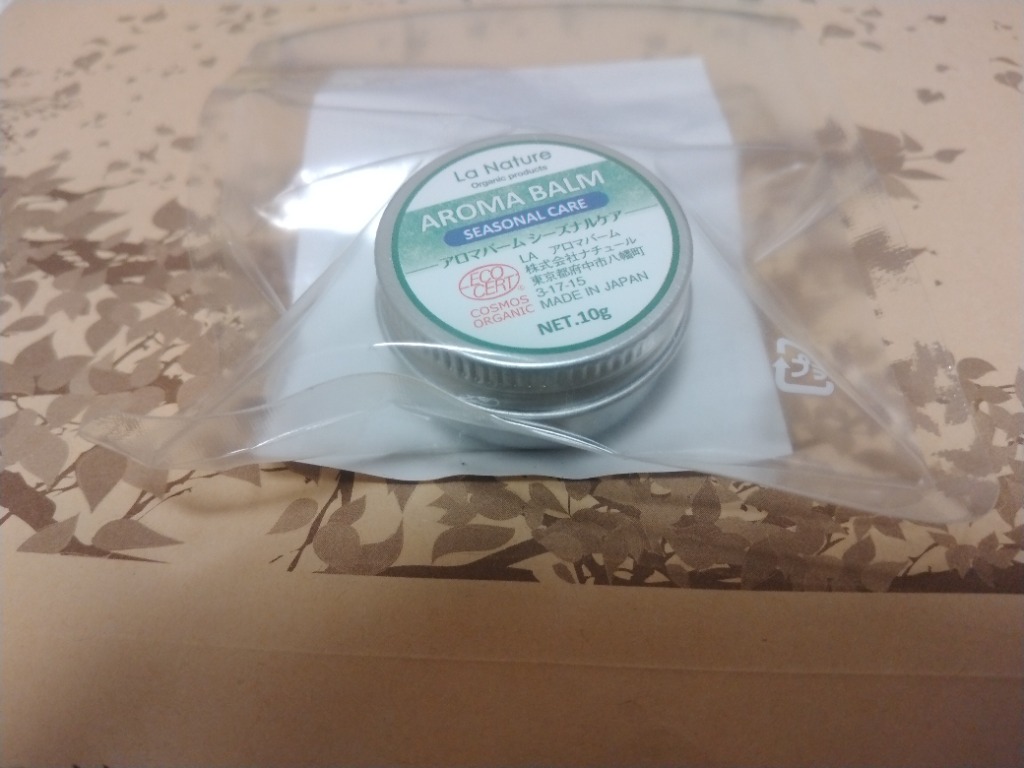 La Nature
Organic products
AROMA BALM
SEASONAL CARE
アロマバーム シーズナルケア
LA アロマバーム
株式会社ナチュール
東京都府中市八幡町
3-17-15
MADE IN JAPAN
ECO
CERT®
COSMOS
ORGANIC
NET.10g
プラ